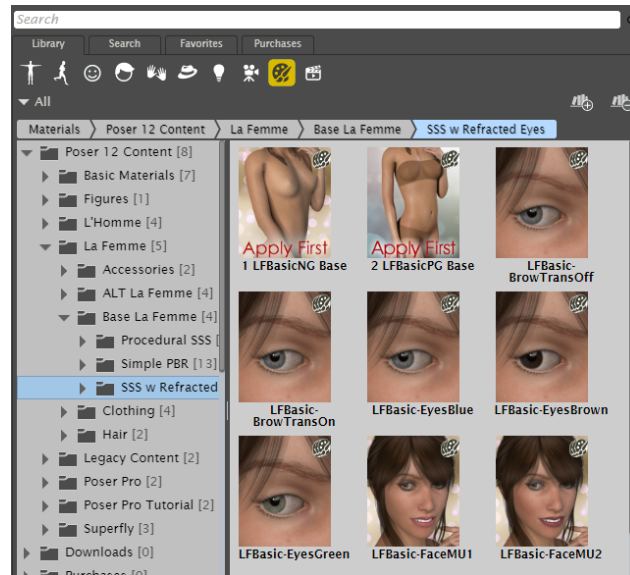 Search
Library
Search
Favorites
Purchases
All
Materials
Poser 12 Content
La Femme
Base La Femme
SSS w Refracted Eyes
Poser 12 Content [8]
Basic Materials [7]
Figures [1]
L'Homme [4]
La Femme [5]
Accessories [2]
ALT La Femme [4]
Base La Femme [4]
Procedural SSS [
Simple PBR [13]
SSS w Refracted
Clothing [4]
Hair [2]
Legacy Content [2]
Poser Pro [2]
Poser Pro Tutorial [2]
Superfly [3]
Downloads [0]
Purchases [0]
Apply First
1 LFBasicNG Base
Apply First
2 LFBasicPG Base
LFBasic-
BrowTransOff
LFBasic-
BrowTransOn
LFBasic-EyesBlue
LFBasic-EyesBrown
LFBasic-EyesGreen
LFBasic-FaceMU1
LFBasic-FaceMU2